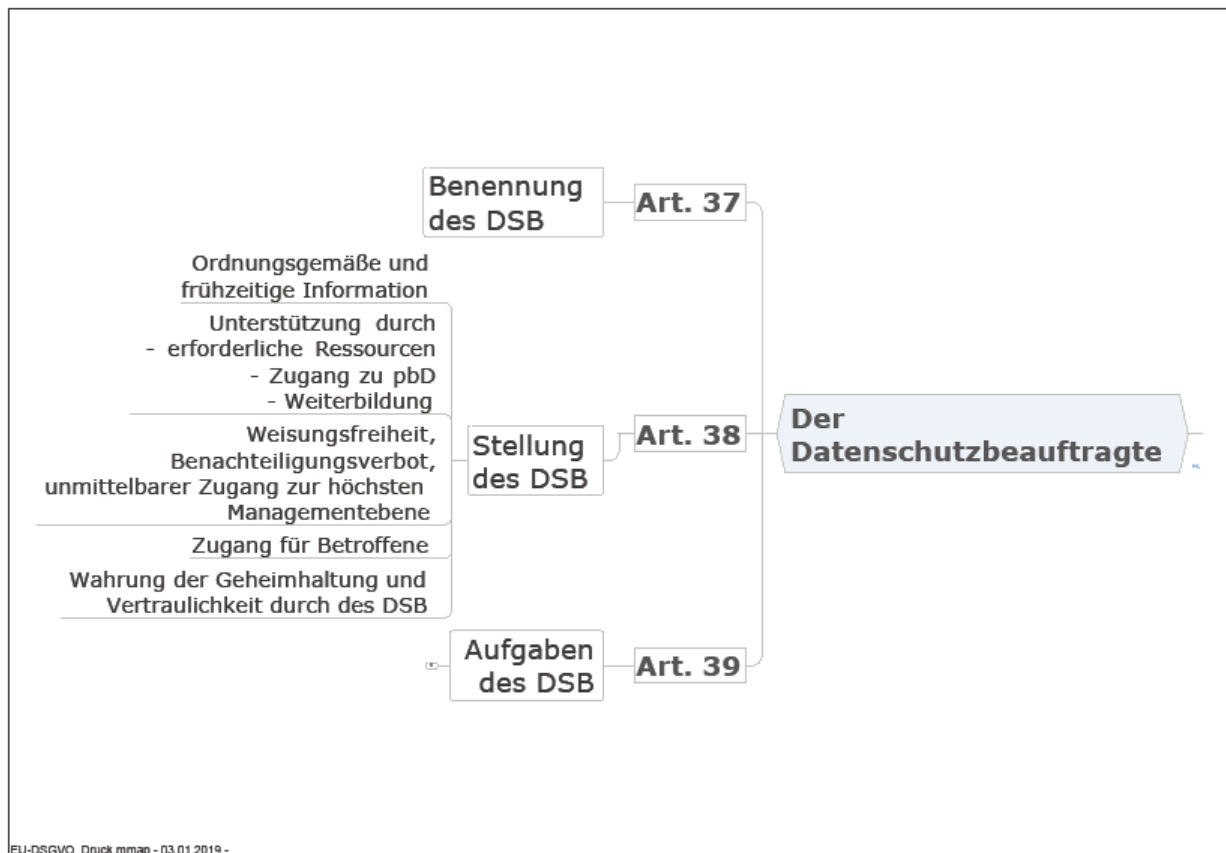 Benennung
des DSB
Art. 37
Ordnungsgemäße und
frühzeitige Information
Unterstützung durch
- erforderliche Ressourcen
- Zugang zu pbD
- Weiterbildung
Weisungsfreiheit,
Benachteiligungsverbot,
unmittelbarer Zugang zur höchsten
Managementebene
Zugang für Betroffene
Wahrung der Geheimhaltung und
Vertraulichkeit durch des DSB
Stellung
des DSB
Art. 38
Der
Datenschutzbeauftragte
Aufgaben
des DSB
Art. 39
EU-DSGVO_Druck.mmap - 03.01.2019 -